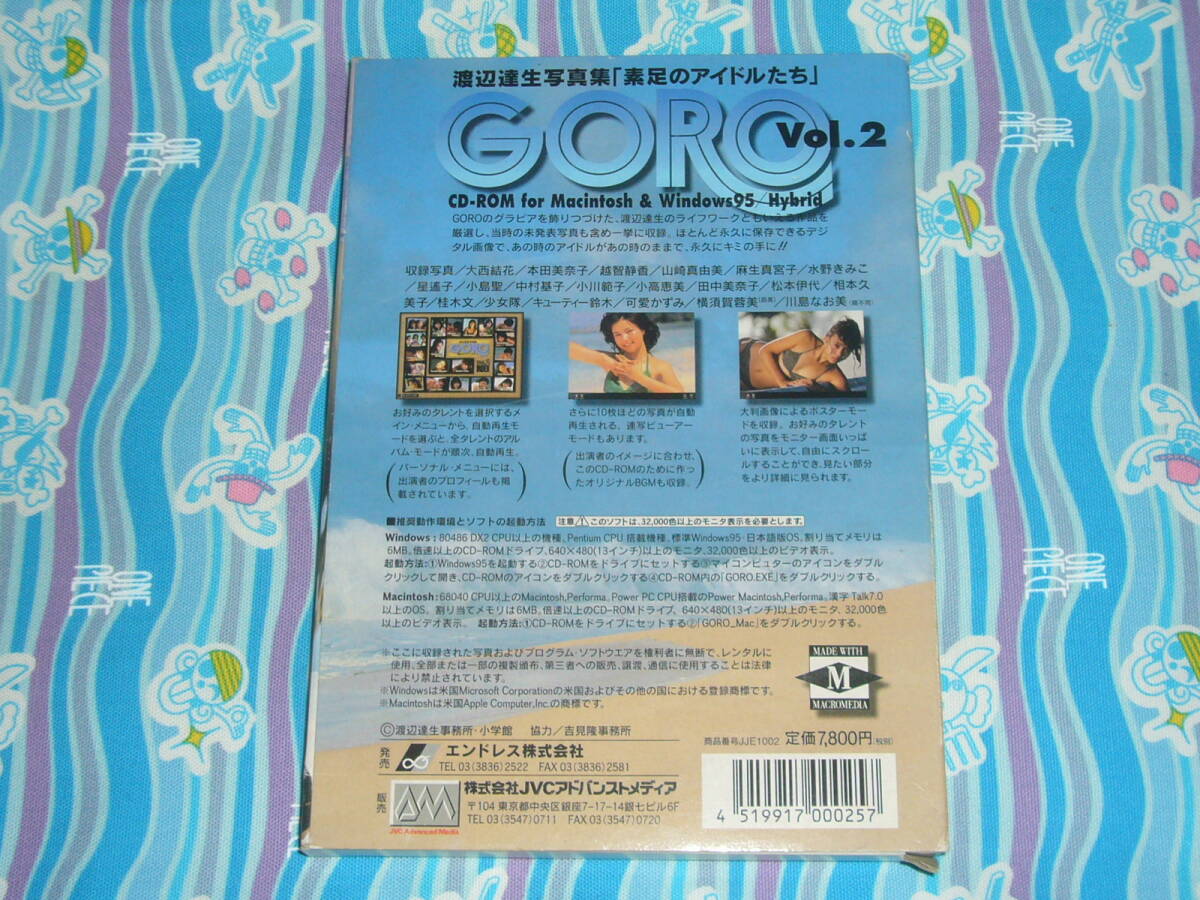 渡辺達生写真集「素足のアイドルたち」
GORO
Vol.2
CD-ROM for Macintosh & Windows95/Hybrid
GOROのグラビアを飾りつづけた、渡辺達生のライフワークともいえる作品を
厳選し、当時の未発表写真も含め一挙に収録。ほとんど永久に保存できるデジ
タル画像で、あの時のアイドルがあの時のままで、永久にキミの手に!!
収録写真/大西結花/本田美奈子/越智静香/山崎真由美/麻生真宮子/水野きみこ
/星遙子/小島聖/中村基子/小川範子/小高恵美/田中美奈子/松本伊代/相本久
美子/桂木文/少女隊/キューティー鈴木/可愛かずみ/横須賀蓉美/川島なお美(順不同)
お好みのタレントを選択するメ
イン・メニューから、自動再生モ
ードを選ぶと、全タレントのアル
バム・モードが順次、自動再生。
(パーソナル・メニューには、
出演者のプロフィールも掲
載されています。)
さらに10枚ほどの写真が自動
再生される、連写ビューアー
モードもあります。
(出演者のイメージに合わせ、
このCD-ROMのために作っ
たオリジナルBGMも収録。)
大判画像によるポスターモー
ドを収録。お好みのタレント
の写真をモニター画面いっぱ
いに表示して、自由にスクロ
ールすることができ、見たい部分
をより詳細に見られます。
■推奨動作環境とソフトの起動方法 注意⚠このソフトは、32,000色以上のモニタ表示を必要とします。
Windows:80486 DX2 CPU以上の機種、Pentium CPU搭載機種。標準Windows95・日本語版OS。割り当てメモリは
6MB、倍速以上のCD-ROMドライブ、640×480(13インチ)以上のモニタ、32,000色以上のビデオ表示。
起動方法:①Windows95を起動する②CD-ROMをドライブにセットする③マイコンピュターのアイコンをダブル
クリックして開き、CD-ROMのアイコンをダブルクリックする④CD-ROM内の「GORO.EXE」をダブルクリックする。
Macintosh:68040 CPU以上のMacintosh,Performa。Power PC CPU搭載のPower Macintosh,Performa。漢字Talk7.0
以上のOS。割り当てメモリは6MB、倍速以上のCD-ROMドライブ、640×480(13インチ)以上のモニタ、32,000色
以上のビデオ表示。 起動方法:①CD-ROMをドライブにセットする②「GORO_Mac」をダブルクリックする。
※ここに収録された写真およびプログラム・ソフトウエアを権利者に無断で、レンタルに
使用、全部または一部の複製頒布、第三者への販売、譲渡、通信に使用することは法律
により禁止されています。
※Windowsは米国Microsoft Corporationの米国およびその他の国における登録商標です。
※Macintoshは米国Apple Computer,Inc.の商標です。
MADE WITH
M
MACROMEDIA
©渡辺達生事務所・小学館 協力/吉見隆事務所
商品番号JJE1002 定価7,800円(税別)
発売
エンドレス株式会社
TEL 03(3836)2522 FAX 03(3836)2581
販売
AM
JVC Advanced Media
株式会社JVCアドバンストメディア
〒104 東京都中央区銀座7-17-14銀七ビル6F
TEL 03(3547)0711 FAX 03(3547)0720
4 519917 000257
ONE PIECE
ONE PIECE
ONE PIECE
ONE PIECE
ONE PIECE